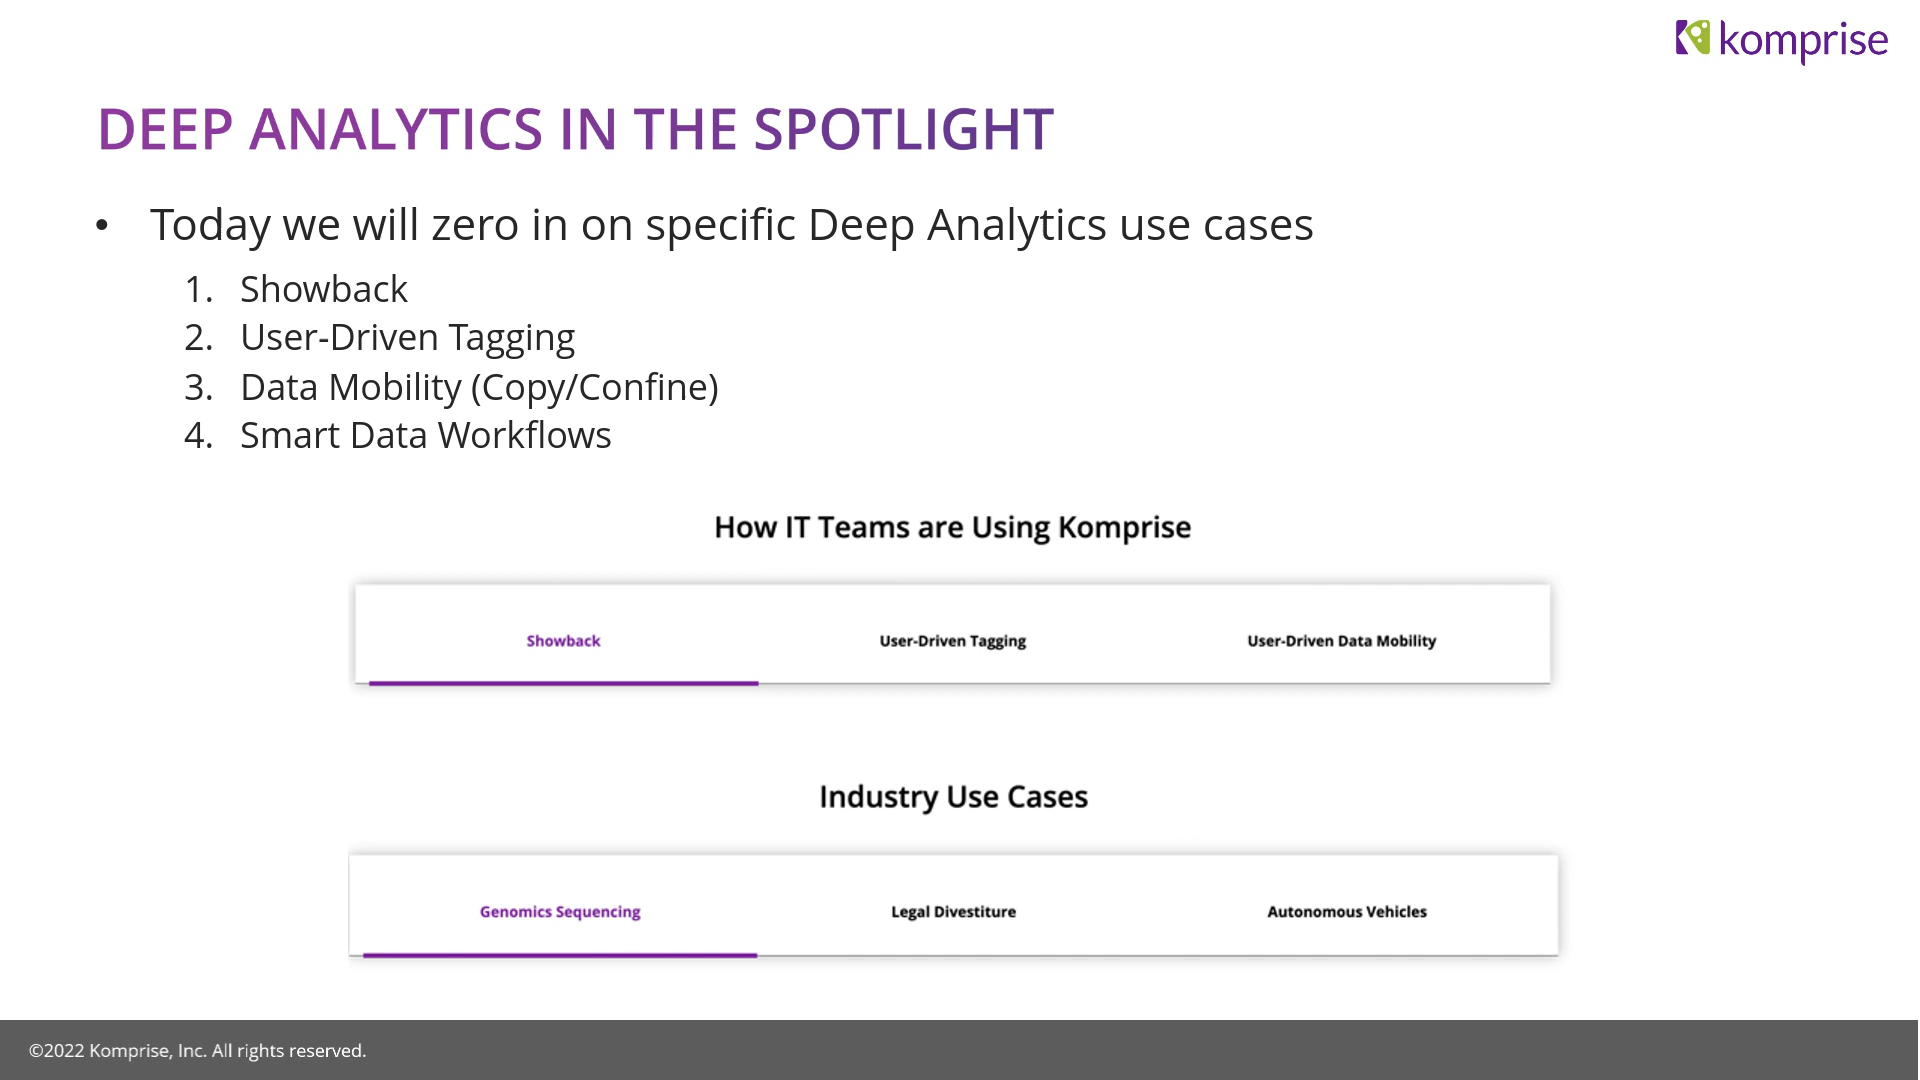 komprise
DEEP ANALYTICS IN THE SPOTLIGHT
• Today we will zero in on specific Deep Analytics use cases
1. Showback
2. User-Driven Tagging
3. Data Mobility (Copy/Confine)
4. Smart Data Workflows
How IT Teams are Using Komprise
Showback User-Driven Tagging User-Driven Data Mobility
Industry Use Cases
Genomics Sequencing Legal Divestiture Autonomous Vehicles
©2022 Komprise, Inc. All rights reserved.